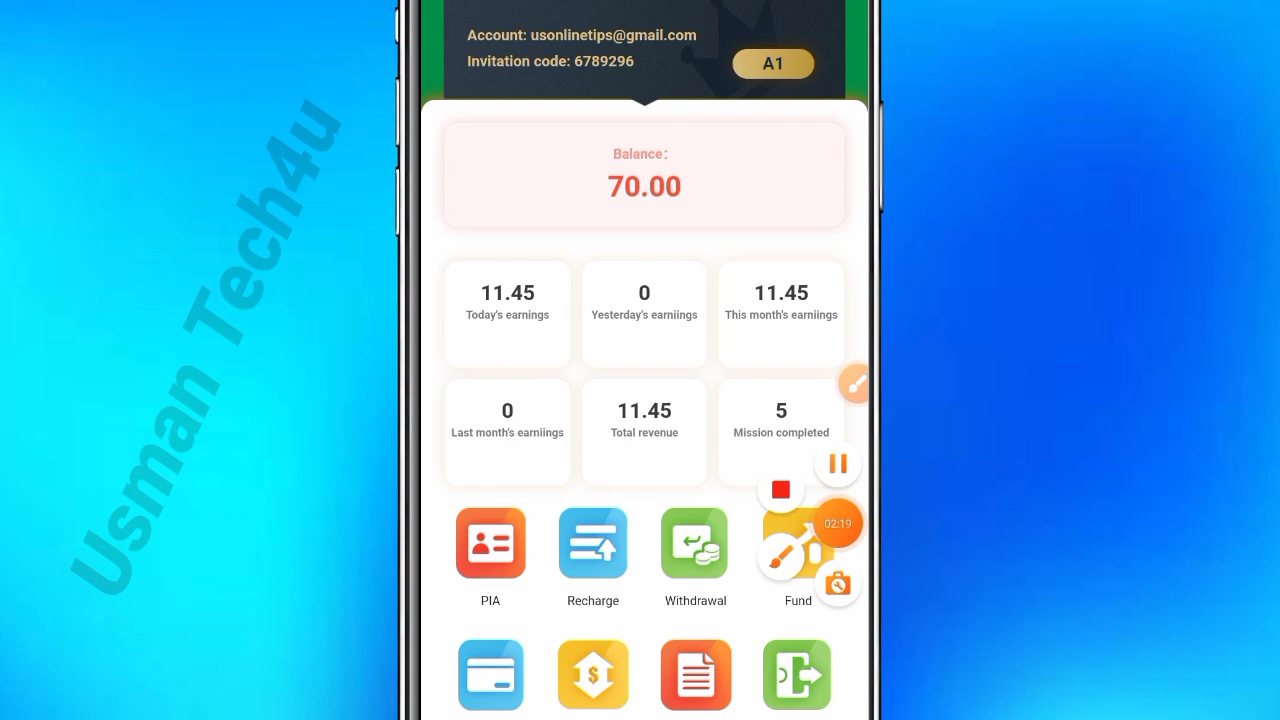 Account: usonlinetips@gmail.com
Invitation code: 6789296
A1
Balance:
70.00
11.45
0
11.45
Today's earnings
Yesterday's earniings
This month's earniings
0
11.45
5
Last month's earniings
Total revenue
Mission completed
02:19
PIA
Recharge
Withdrawal
Fund
$
Usman Tech4u